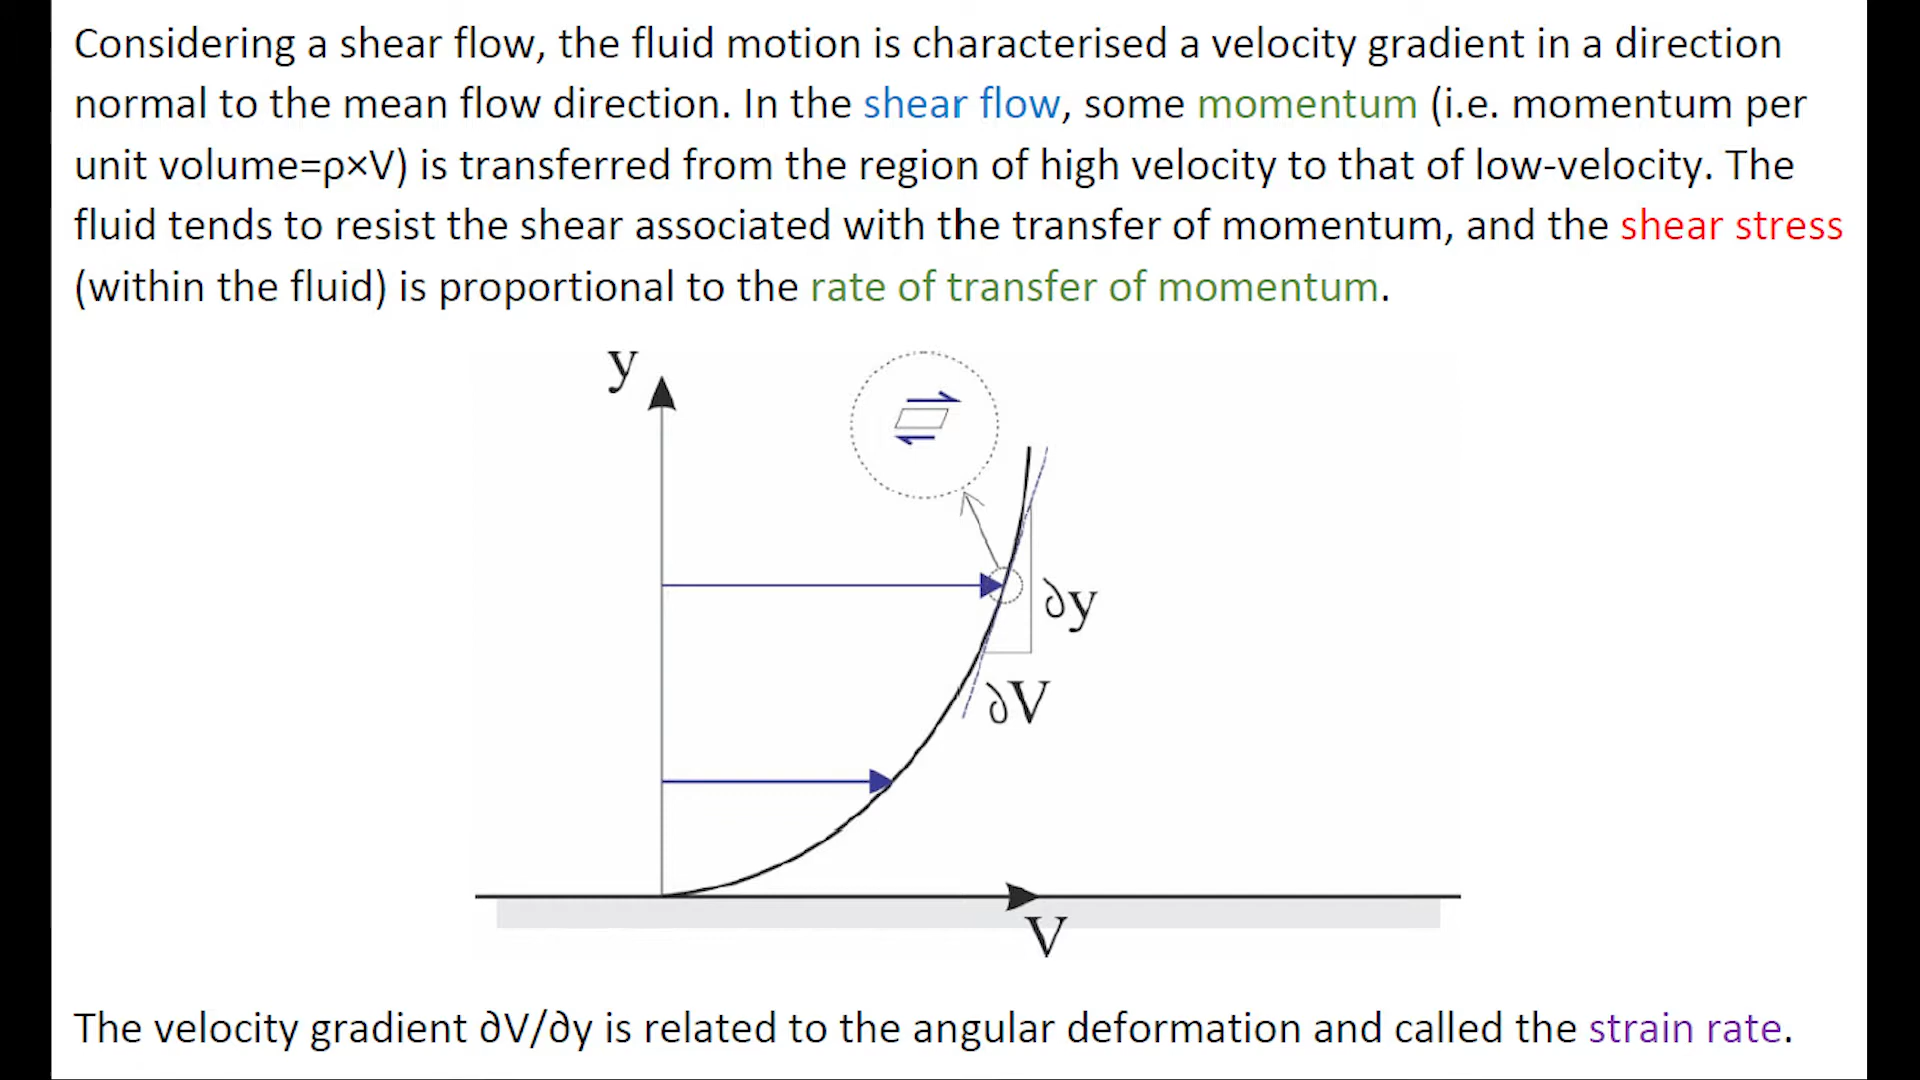 Considering a shear flow, the fluid motion is characterised a velocity gradient in a direction
normal to the mean flow direction. In the shear flow, some momentum (i.e. momentum per
unit volume=ρ×V) is transferred from the region of high velocity to that of low-velocity. The
fluid tends to resist the shear associated with the transfer of momentum, and the shear stress
(within the fluid) is proportional to the rate of transfer of momentum.
y
∂y
∂V
V
The velocity gradient ∂V/∂y is related to the angular deformation and called the strain rate.